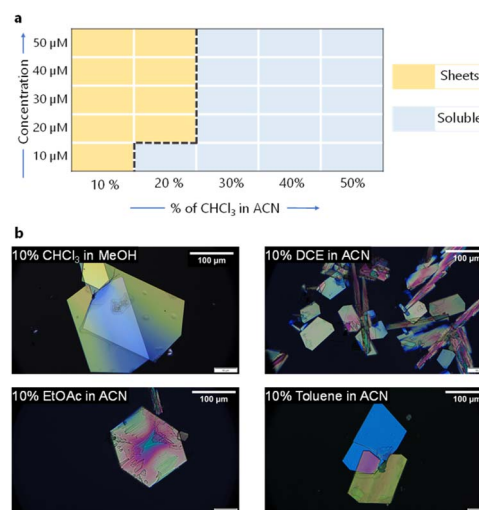 a
50 µM
40 µM
30 µM
20 µM
10 µM
Concentration
10 %
20 %
30%
40%
50%
% of CHCl₃ in ACN
Sheets
Soluble
b
10% CHCl₃ in MeOH
100 µm
10% DCE in ACN
100 µm
10% EtOAc in ACN
100 µm
10% Toluene in ACN
100 µm